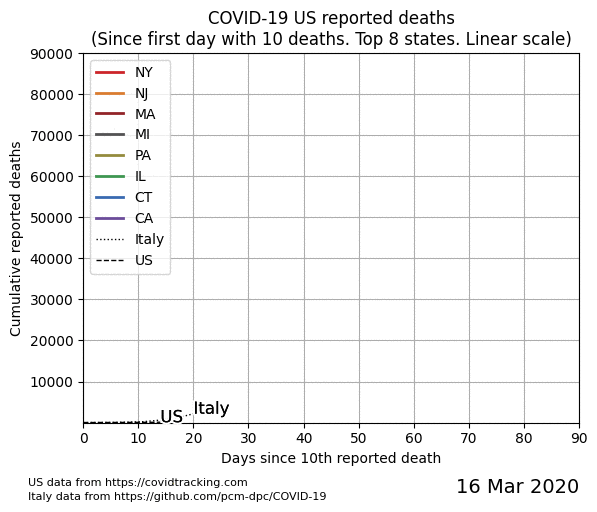 COVID-19 US reported deaths
(Since first day with 10 deaths. Top 8 states. Linear scale)
90000
80000
70000
60000
50000
40000
30000
20000
10000
Cumulative reported deaths
NY
NJ
MA
MI
PA
IL
CT
CA
Italy
US
US
Italy
0 10 20 30 40 50 60 70 80 90
Days since 10th reported death
US data from https://covidtracking.com
Italy data from https://github.com/pcm-dpc/COVID-19
16 Mar 2020